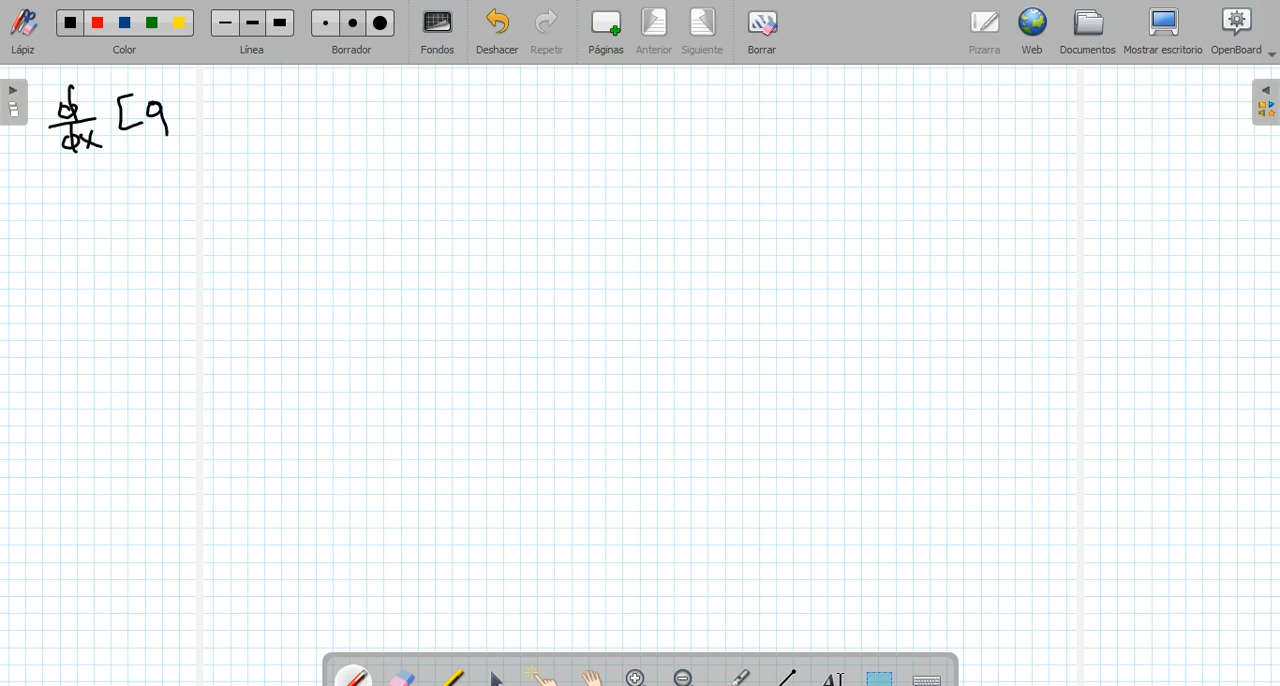 Lápiz Color Línea Borrador Fondos Deshacer Repetir Páginas Anterior Siguiente Borrar Pizarra Web Documentos Mostrar escritorio OpenBoard
d
dx [9